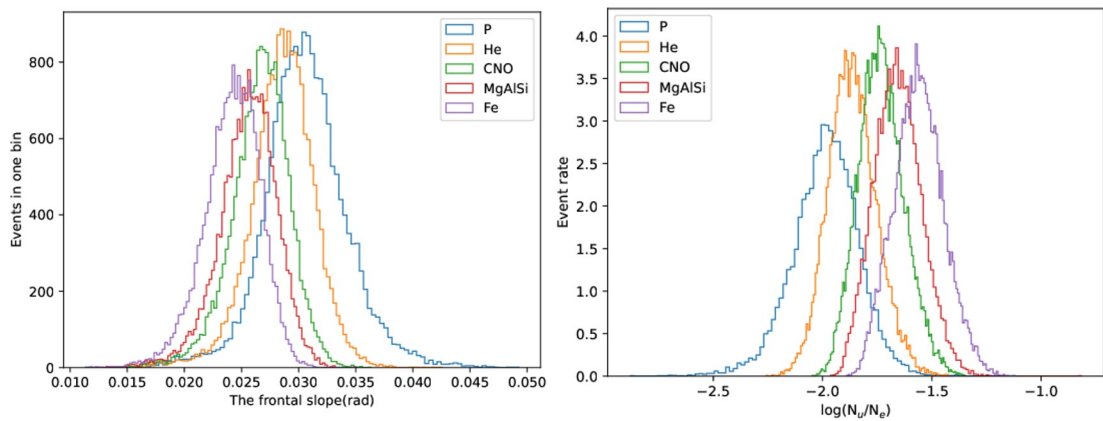 P
He
CNO
MgAlSi
Fe
Events in one bin
800
600
400
200
0
0.010 0.015 0.020 0.025 0.030 0.035 0.040 0.045 0.050
The frontal slope(rad)
P
He
CNO
MgAlSi
Fe
Event rate
4.0
3.5
3.0
2.5
2.0
1.5
1.0
0.5
0.0
−2.5 −2.0 −1.5 −1.0
log(Nᵤ/Nₑ)